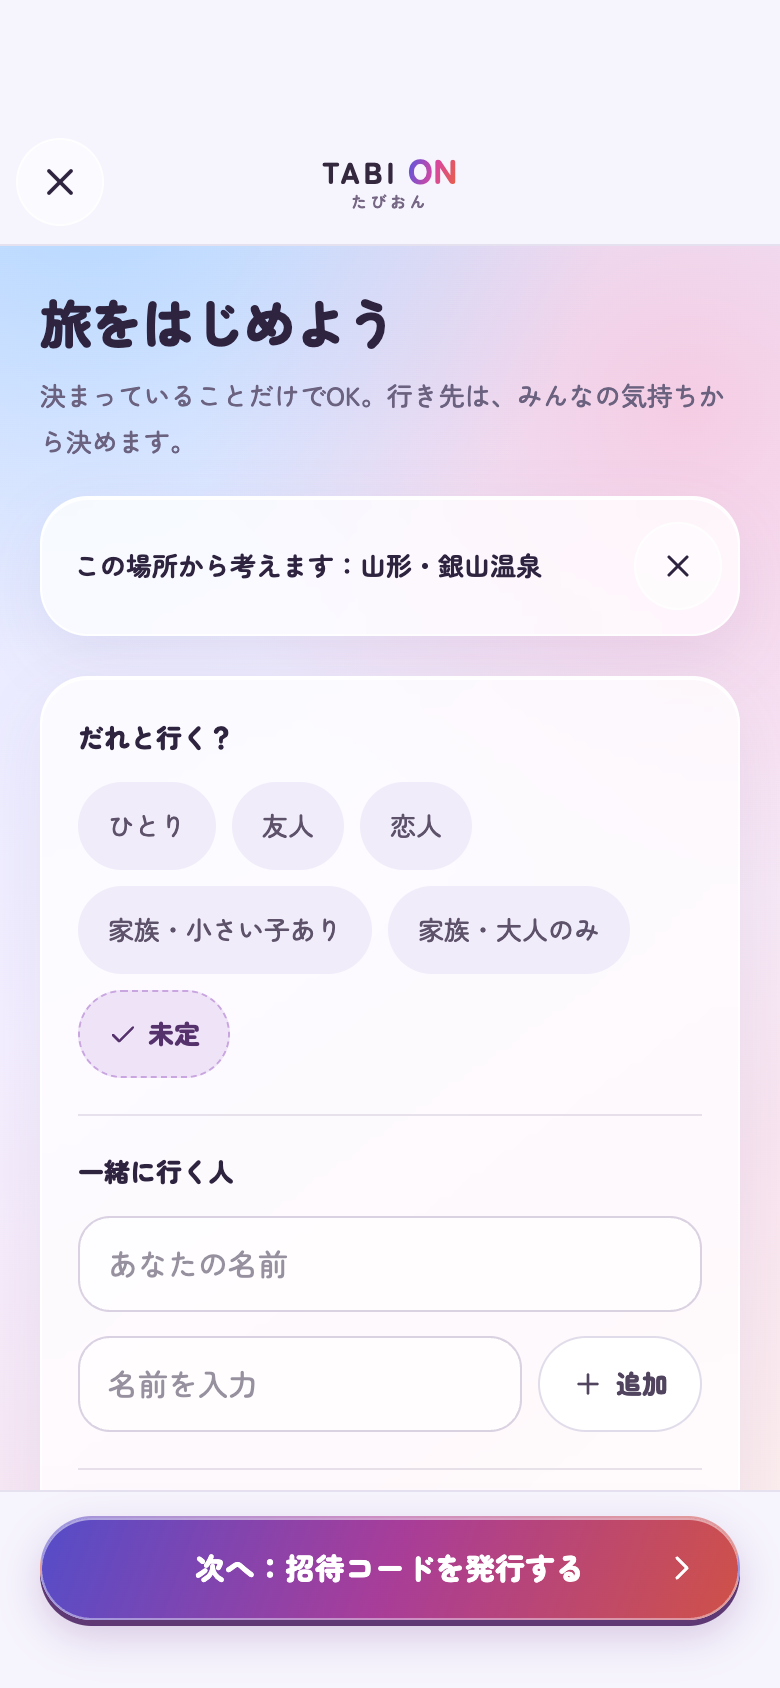 TABI ON
たびおん
旅をはじめよう
決まっていることだけでOK。行き先は、みんなの気持ちか
ら決めます。
この場所から考えます：山形・銀山温泉
だれと行く？
ひとり
友人
恋人
家族・小さい子あり
家族・大人のみ
未定
一緒に行く人
あなたの名前
名前を入力
追加
次へ：招待コードを発行する